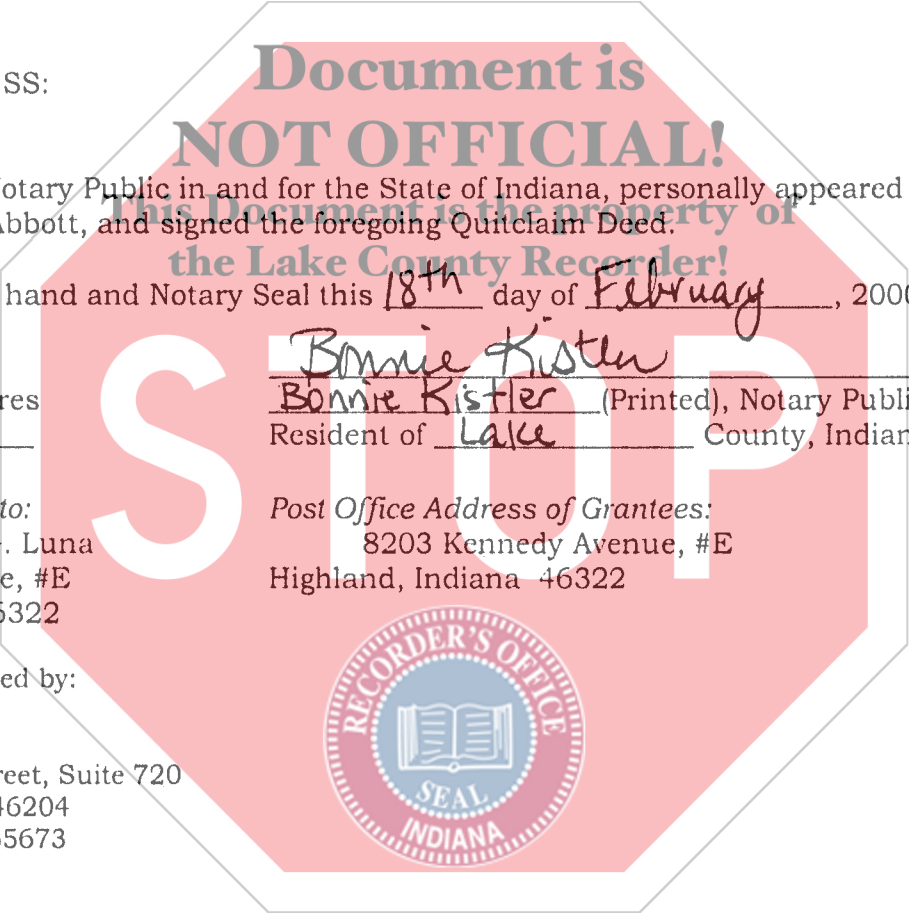 Document is
SS:
NOT OFFICIAL!
otary Public in and for the State of Indiana, personally appeared
This Document is the property of
Abbott, and signed the foregoing Quitclaim Deed.
the Lake County Recorder!
hand and Notary Seal this 18th day of February, 200
STOP
Bonnie Kistler
res
Bonnie Kistler (Printed), Notary Publi
Resident of Lake County, Indian
to:
Post Office Address of Grantees:
. Luna
8203 Kennedy Avenue, #E
e, #E
Highland, Indiana 46322
6322
RECORDER'S OFFICE
ed by:
reet, Suite 720
46204
SEAL
INDIANA
5673